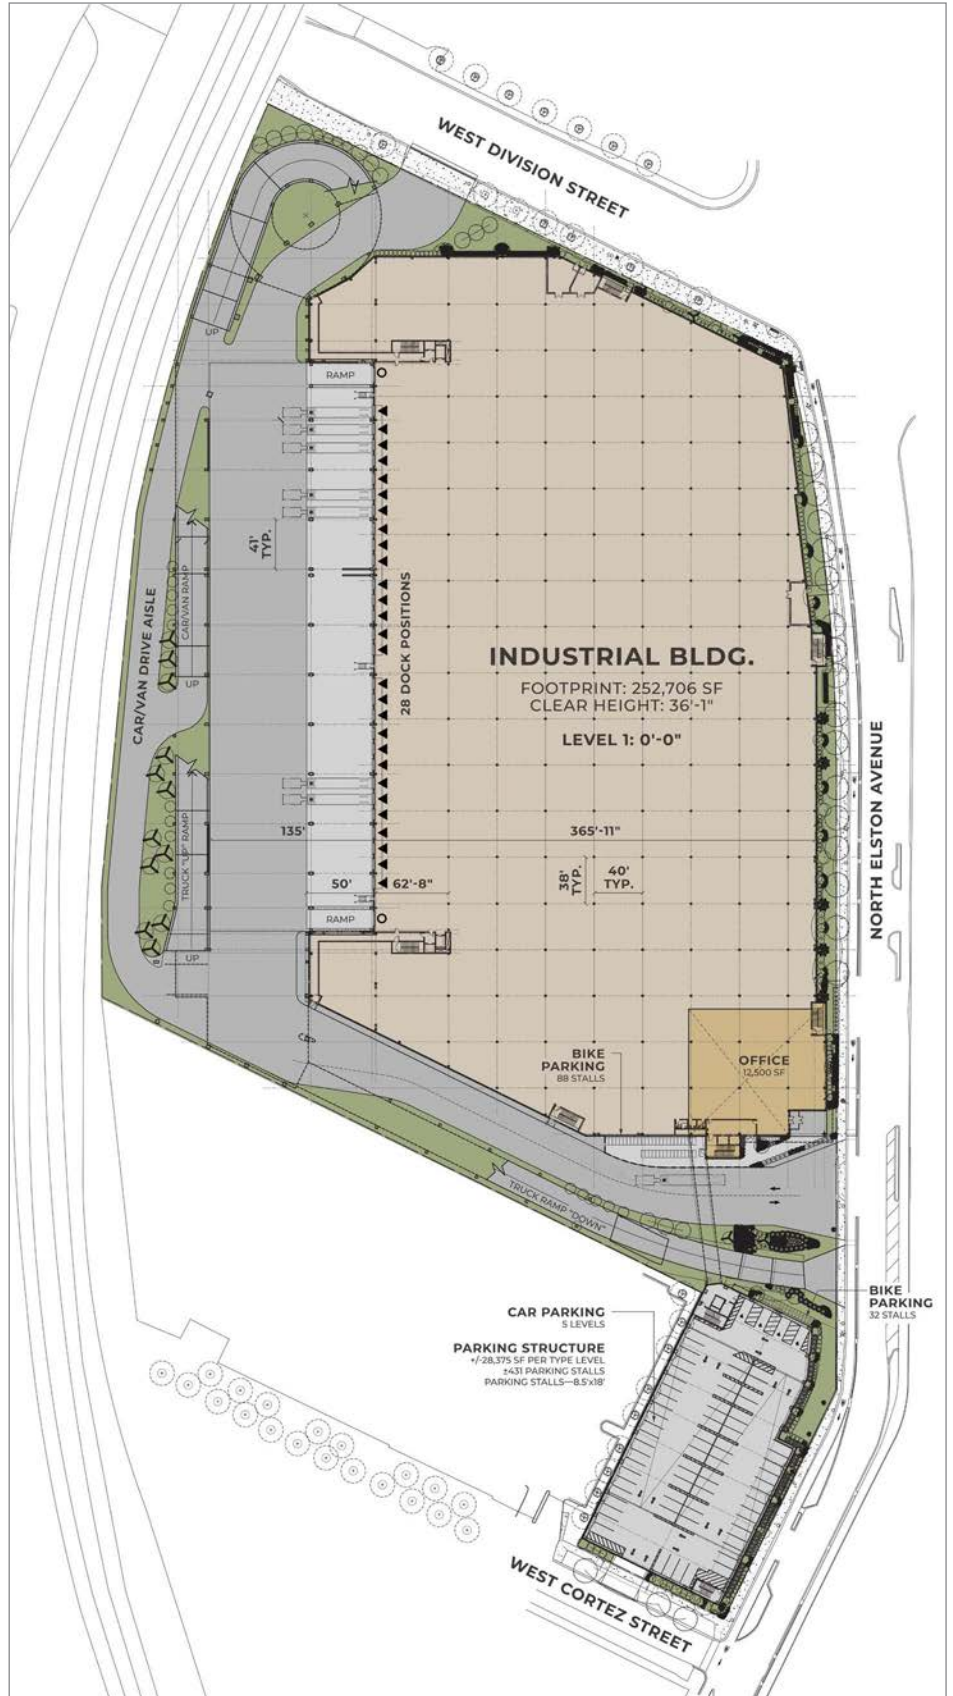 WEST DIVISION STREET
UP
RAMP
41'
TYP.
CAR/VAN DRIVE AISLE
CAR/VAN RAMP
UP
28 DOCK POSITIONS
INDUSTRIAL BLDG.
FOOTPRINT: 252,706 SF
CLEAR HEIGHT: 36'-1"
LEVEL 1: 0'-0"
NORTH ELSTON AVENUE
TRUCK "UP" RAMP
135'
365'-11"
50'
62'-8"
38'
TYP.
40'
TYP.
RAMP
UP
BIKE
PARKING
88 STALLS
OFFICE
12,500 SF
TRUCK RAMP "DOWN"
BIKE
PARKING
32 STALLS
CAR PARKING
5 LEVELS
PARKING STRUCTURE
+/-28,375 SF PER TYPE LEVEL
±431 PARKING STALLS
PARKING STALLS—8.5'x18'
WEST CORTEZ STREET